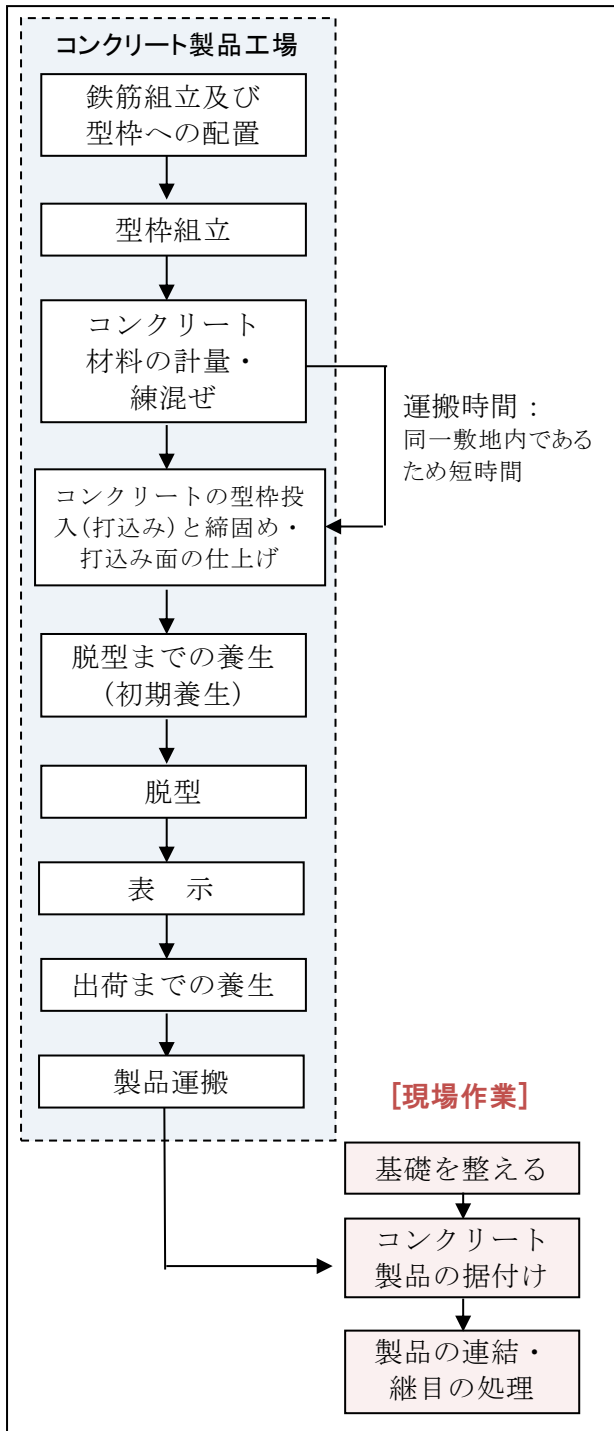 コンクリート製品工場
鉄筋組立及び
型枠への配置
型枠組立
コンクリート
材料の計量・
練混ぜ
運搬時間：
同一敷地内である
ため短時間
コンクリートの型枠投
入(打込み)と締固め・
打込み面の仕上げ
脱型までの養生
(初期養生)
脱型
表　示
出荷までの養生
製品運搬
[現場作業]
基礎を整える
コンクリート
製品の据付け
製品の連結・
継目の処理